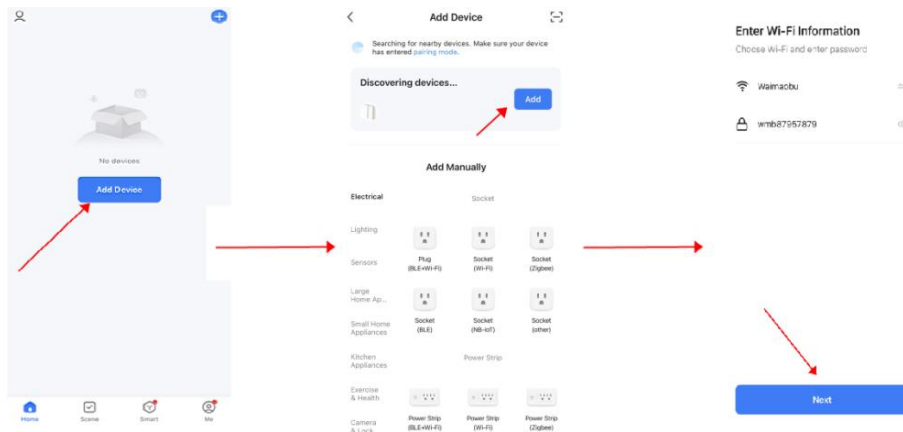 No devices
Add Device
Home
Scene
Smart
Me
Add Device
Searching for nearby devices. Make sure your device
has entered pairing mode.
Discovering devices...
Add
Add Manually
Electrical
Socket
Lighting
Plug
(BLE+Wi-Fi)
Socket
(Wi-Fi)
Socket
(Zigbee)
Sensors
Large
Home Ap...
Socket
(BLE)
Socket
(NB-IoT)
Socket
(other)
Small Home
Appliances
Kitchen
Appliances
Power Strip
Exercise
& Health
Power Strip
(BLE+Wi-Fi)
Power Strip
(Wi-Fi)
Power Strip
(Zigbee)
Camera
& Lock
Enter Wi-Fi Information
Choose Wi-Fi and enter password
Waimaobu
wmb87957879
Next